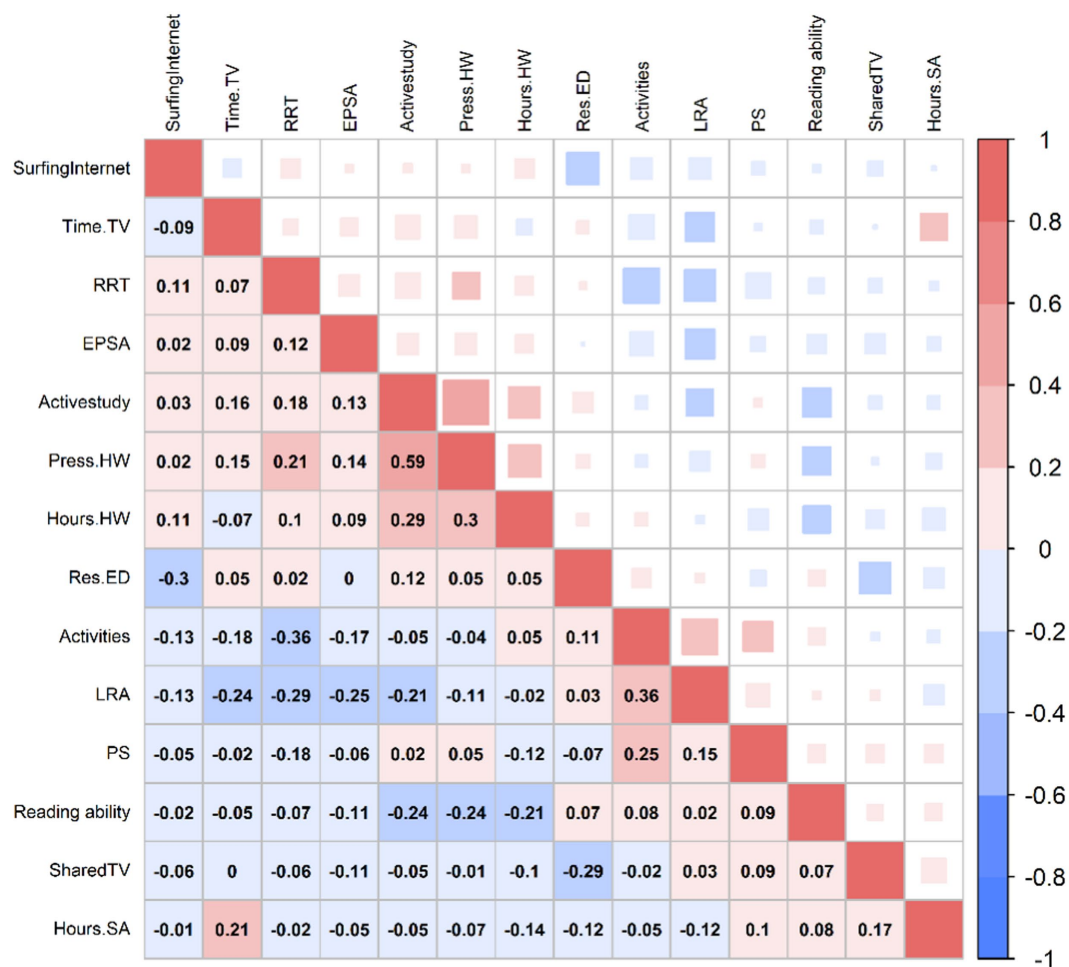 SurfingInternet Time.TV RRT EPSA Activestudy Press.HW Hours.HW Res.ED Activities LRA PS Reading ability SharedTV Hours.SA
SurfingInternet
Time.TV -0.09
RRT 0.11 0.07
EPSA 0.02 0.09 0.12
Activestudy 0.03 0.16 0.18 0.13
Press.HW 0.02 0.15 0.21 0.14 0.59
Hours.HW 0.11 -0.07 0.1 0.09 0.29 0.3
Res.ED -0.3 0.05 0.02 0 0.12 0.05 0.05
Activities -0.13 -0.18 -0.36 -0.17 -0.05 -0.04 0.05 0.11
LRA -0.13 -0.24 -0.29 -0.25 -0.21 -0.11 -0.02 0.03 0.36
PS -0.05 -0.02 -0.18 -0.06 0.02 0.05 -0.12 -0.07 0.25 0.15
Reading ability -0.02 -0.05 -0.07 -0.11 -0.24 -0.24 -0.21 0.07 0.08 0.02 0.09
SharedTV -0.06 0 -0.06 -0.11 -0.05 -0.01 -0.1 -0.29 -0.02 0.03 0.09 0.07
Hours.SA -0.01 0.21 -0.02 -0.05 -0.05 -0.07 -0.14 -0.12 -0.05 -0.12 0.1 0.08 0.17
1
0.8
0.6
0.4
0.2
0
-0.2
-0.4
-0.6
-0.8
-1